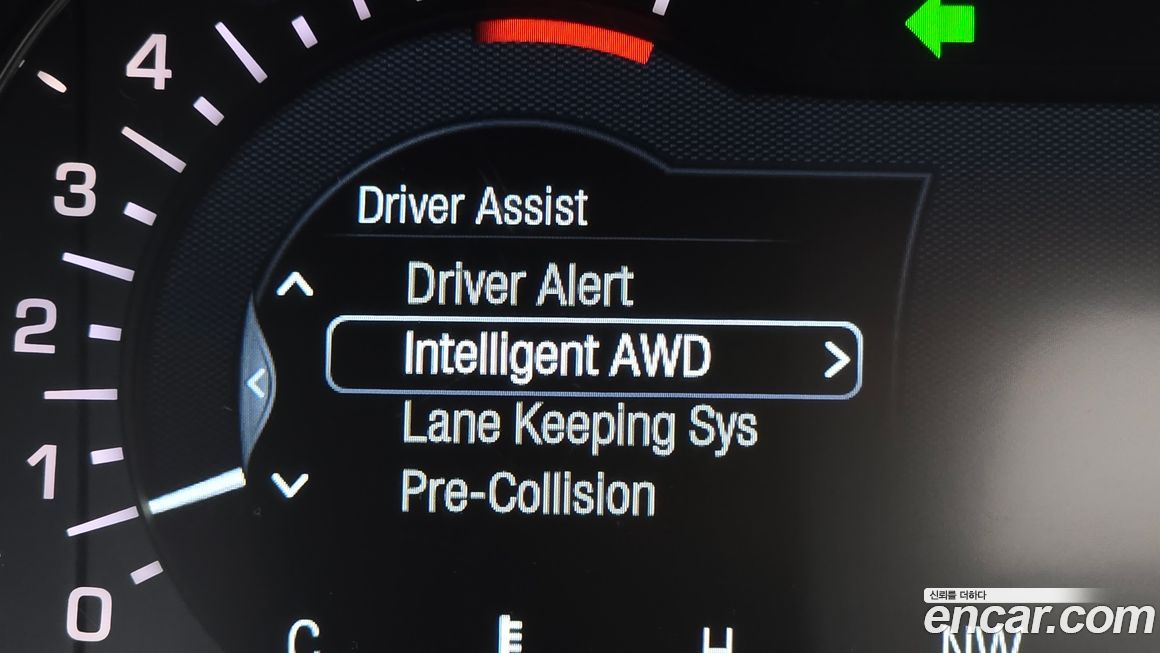 4
3
2
1
0
Driver Assist
Driver Alert
Intelligent AWD
Lane Keeping Sys
Pre-Collision
C
H
NW
신뢰를 더하다
encar.com